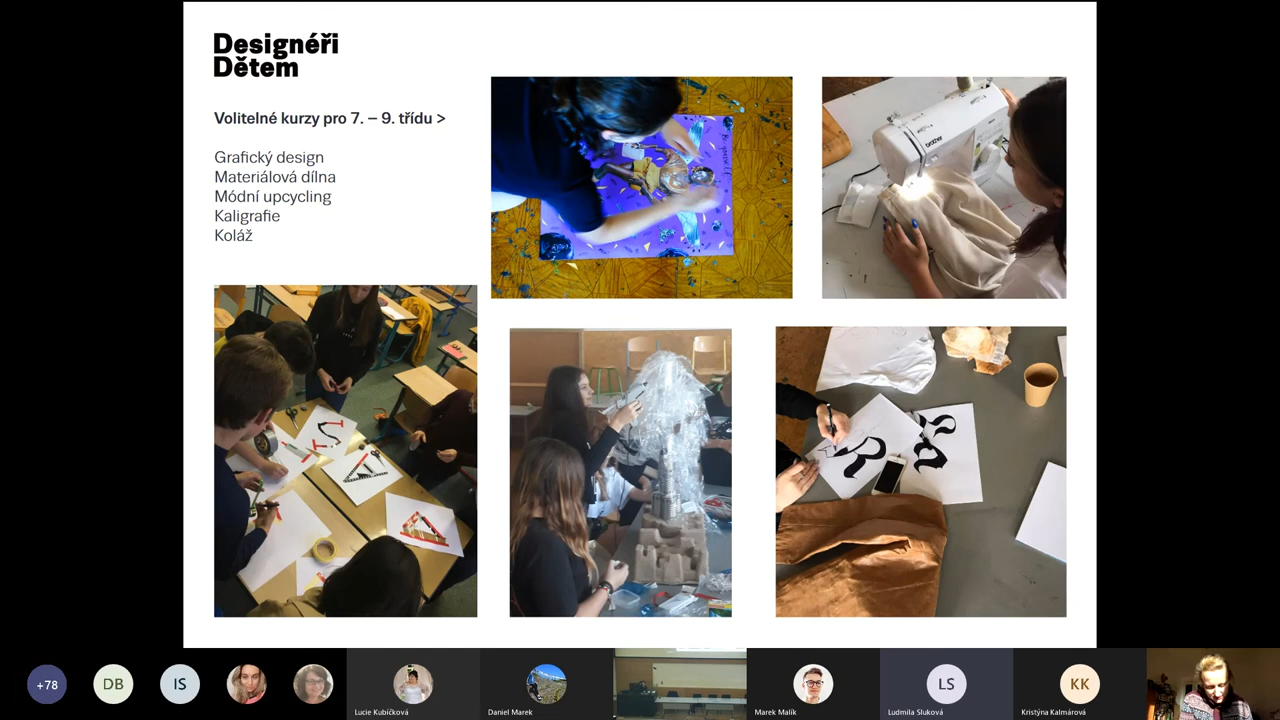 Designéři
Dětem
Volitelné kurzy pro 7. – 9. třídu >
Grafický design
Materiálová dílna
Módní upcycling
Kaligrafie
Koláž
brother
+78
DB
IS
Lucie Kubíčková
Daniel Marek
Marek Malík
LS
Ludmila Sluková
KK
Kristýna Kalmárová